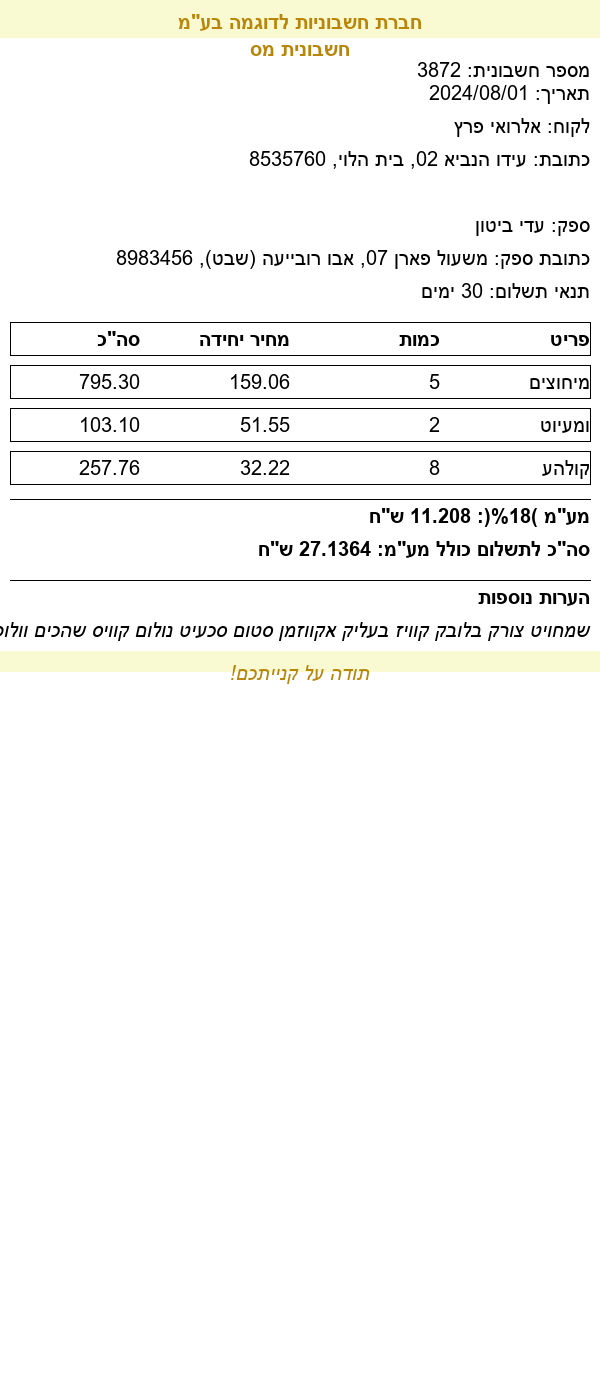 חברת חשבוניות לדוגמה בע"מ
חשבונית מס
מספר חשבונית: 3872
תאריך: 2024/08/01
לקוח: אלרואי פרץ
כתובת: עידו הנביא 02, בית הלוי, 8535760
ספק: עדי ביטון
כתובת ספק: משעול פארן 07, אבו רובייעה (שבט), 8983456
תנאי תשלום: 30 ימים
פריט כמות מחיר יחידה סה"כ
מיחוצים 5 159.06 795.30
ומעיוט 2 51.55 103.10
קולהע 8 32.22 257.76
מע"מ )18%(: 11.208 ש"ח
סה"כ לתשלום כולל מע"מ: 27.1364 ש"ח
הערות נוספות
שמחויט צורק בלובק קוויז בעליק אקווזמן סטום סכעיט נולום קוויס שהכים
תודה על קנייתכם!